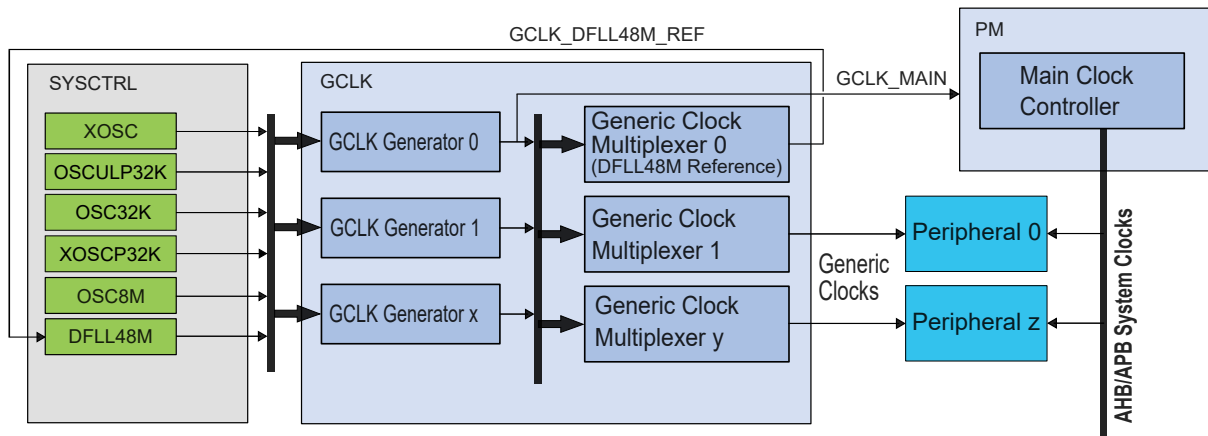 GCLK_DFLL48M_REF
SYSCTRL
XOSC
OSCULP32K
OSC32K
XOSCP32K
OSC8M
DFLL48M
GCLK
GCLK Generator 0
GCLK Generator 1
GCLK Generator x
Generic Clock
Multiplexer 0
(DFLL48M Reference)
Generic Clock
Multiplexer 1
Generic Clock
Multiplexer y
GCLK_MAIN
PM
Main Clock
Controller
Generic
Clocks
Peripheral 0
Peripheral z
AHB/APB System Clocks